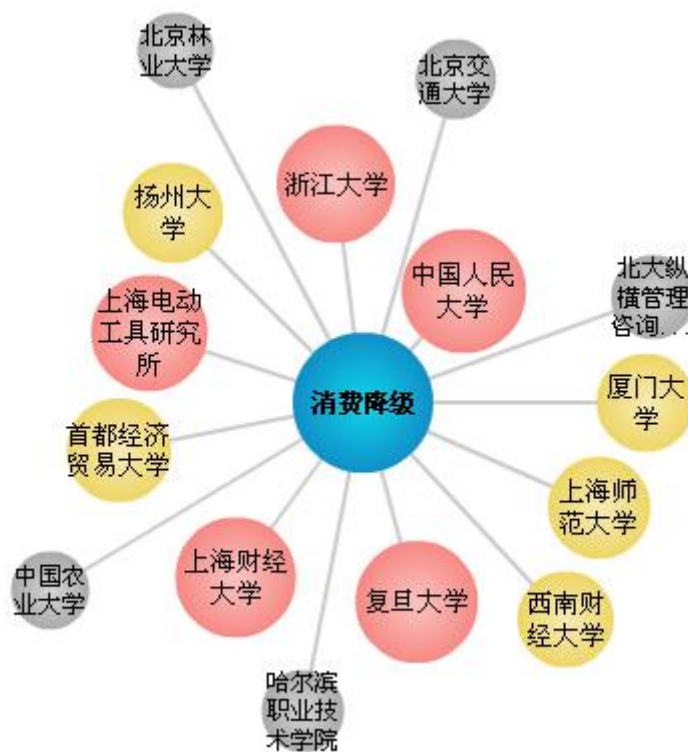 北京林
业大学
北京交
通大学
浙江大学
扬州大
学
中国人民
大学
北大纵
横管理
咨询...
上海电动
工具研究
所
消费降级
厦门大
学
首都经济
贸易大学
上海师
范大学
上海财经
大学
中国农
业大学
复旦大学
西南财
经大学
哈尔滨
职业技
术学院